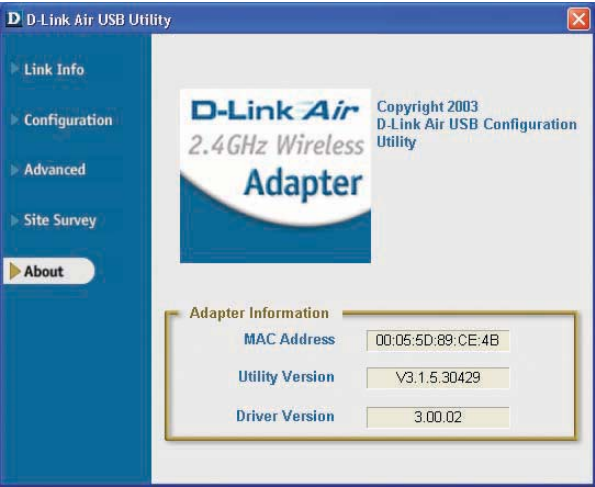 D D-Link Air USB Utility
Link Info
Configuration
Advanced
Site Survey
About
D-Link Air
2.4GHz Wireless
Adapter
Copyright 2003
D-Link Air USB Configuration
Utility
Adapter Information
MAC Address 00:05:5D:89:CE:4B
Utility Version V3.1.5.30429
Driver Version 3.00.02